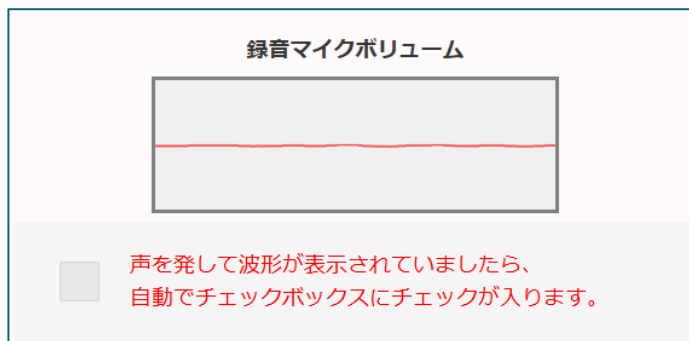 録音マイクボリューム
声を発して波形が表示されていましたら、
自動でチェックボックスにチェックが入ります。